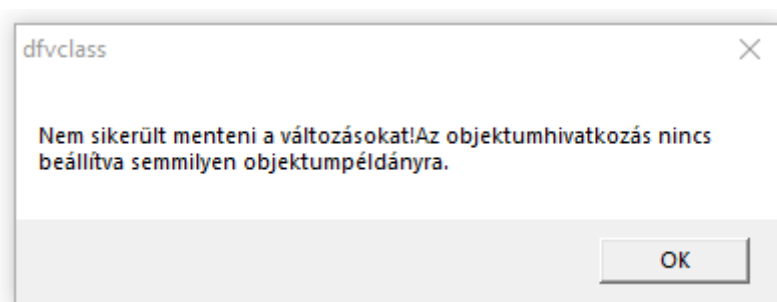 dfvclass
Nem sikerült menteni a változásokat!Az objektumhivatkozás nincs
beállítva semmilyen objektumpéldányra.
OK